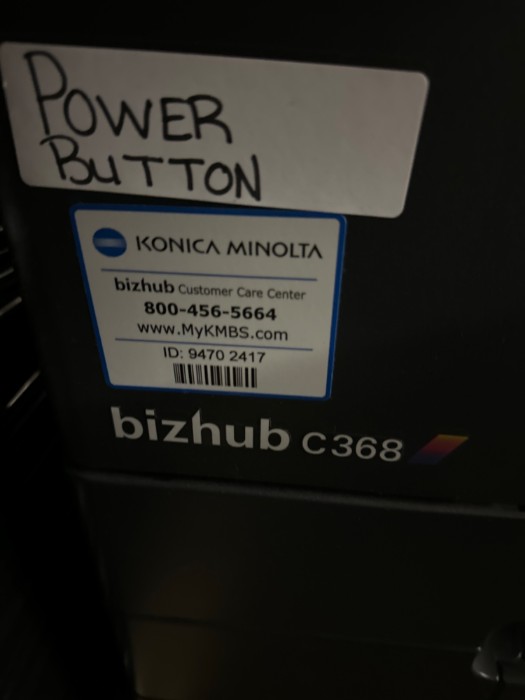 POWER
BUTTON
KONICA MINOLTA
bizhub Customer Care Center
800-456-5664
www.MyKMBS.com
ID: 9470 2417
bizhub C368